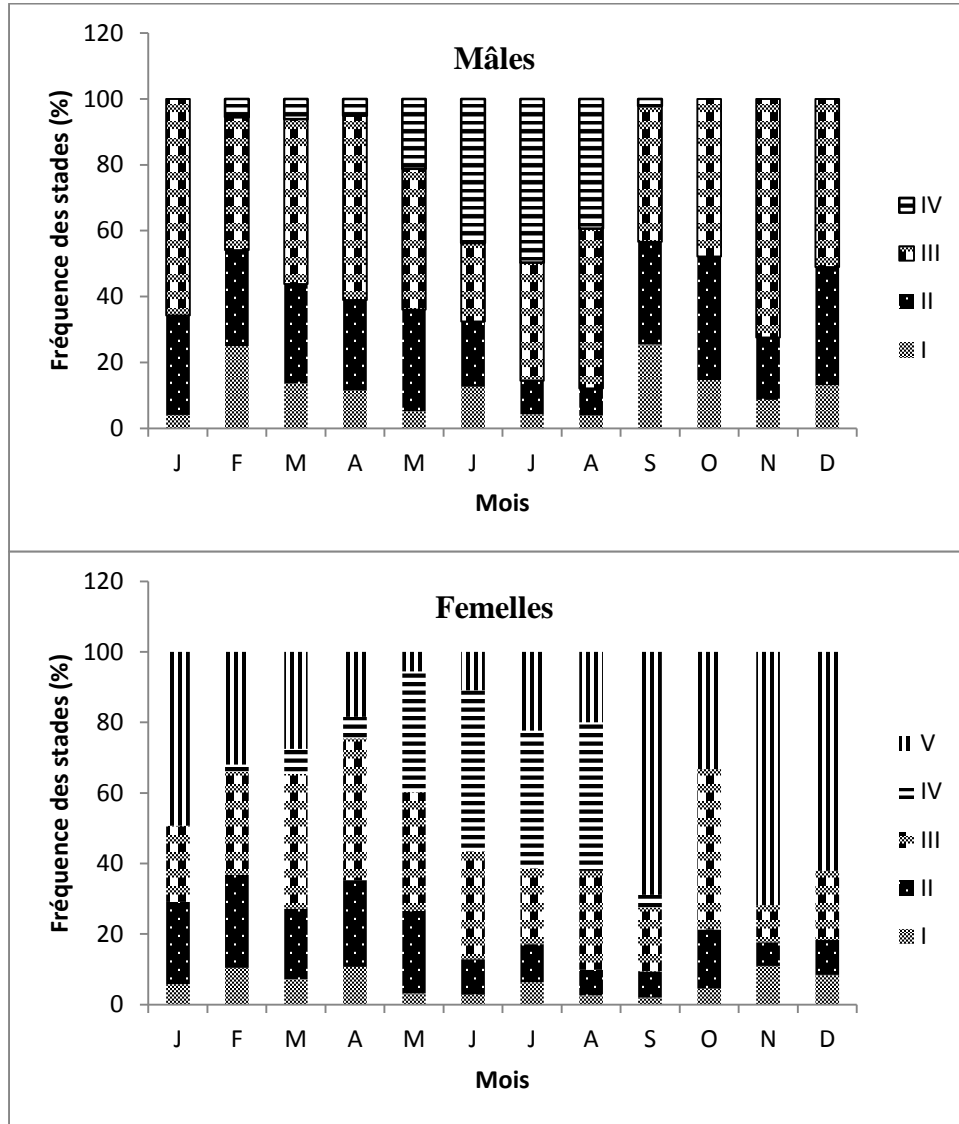 Mâles
Fréquence des stades (%)
120
100
80
60
40
20
0
J F M A M J J A S O N D
Mois
IV
III
II
I
Femelles
Fréquence des stades (%)
120
100
80
60
40
20
0
J F M A M J J A S O N D
Mois
V
IV
III
II
I